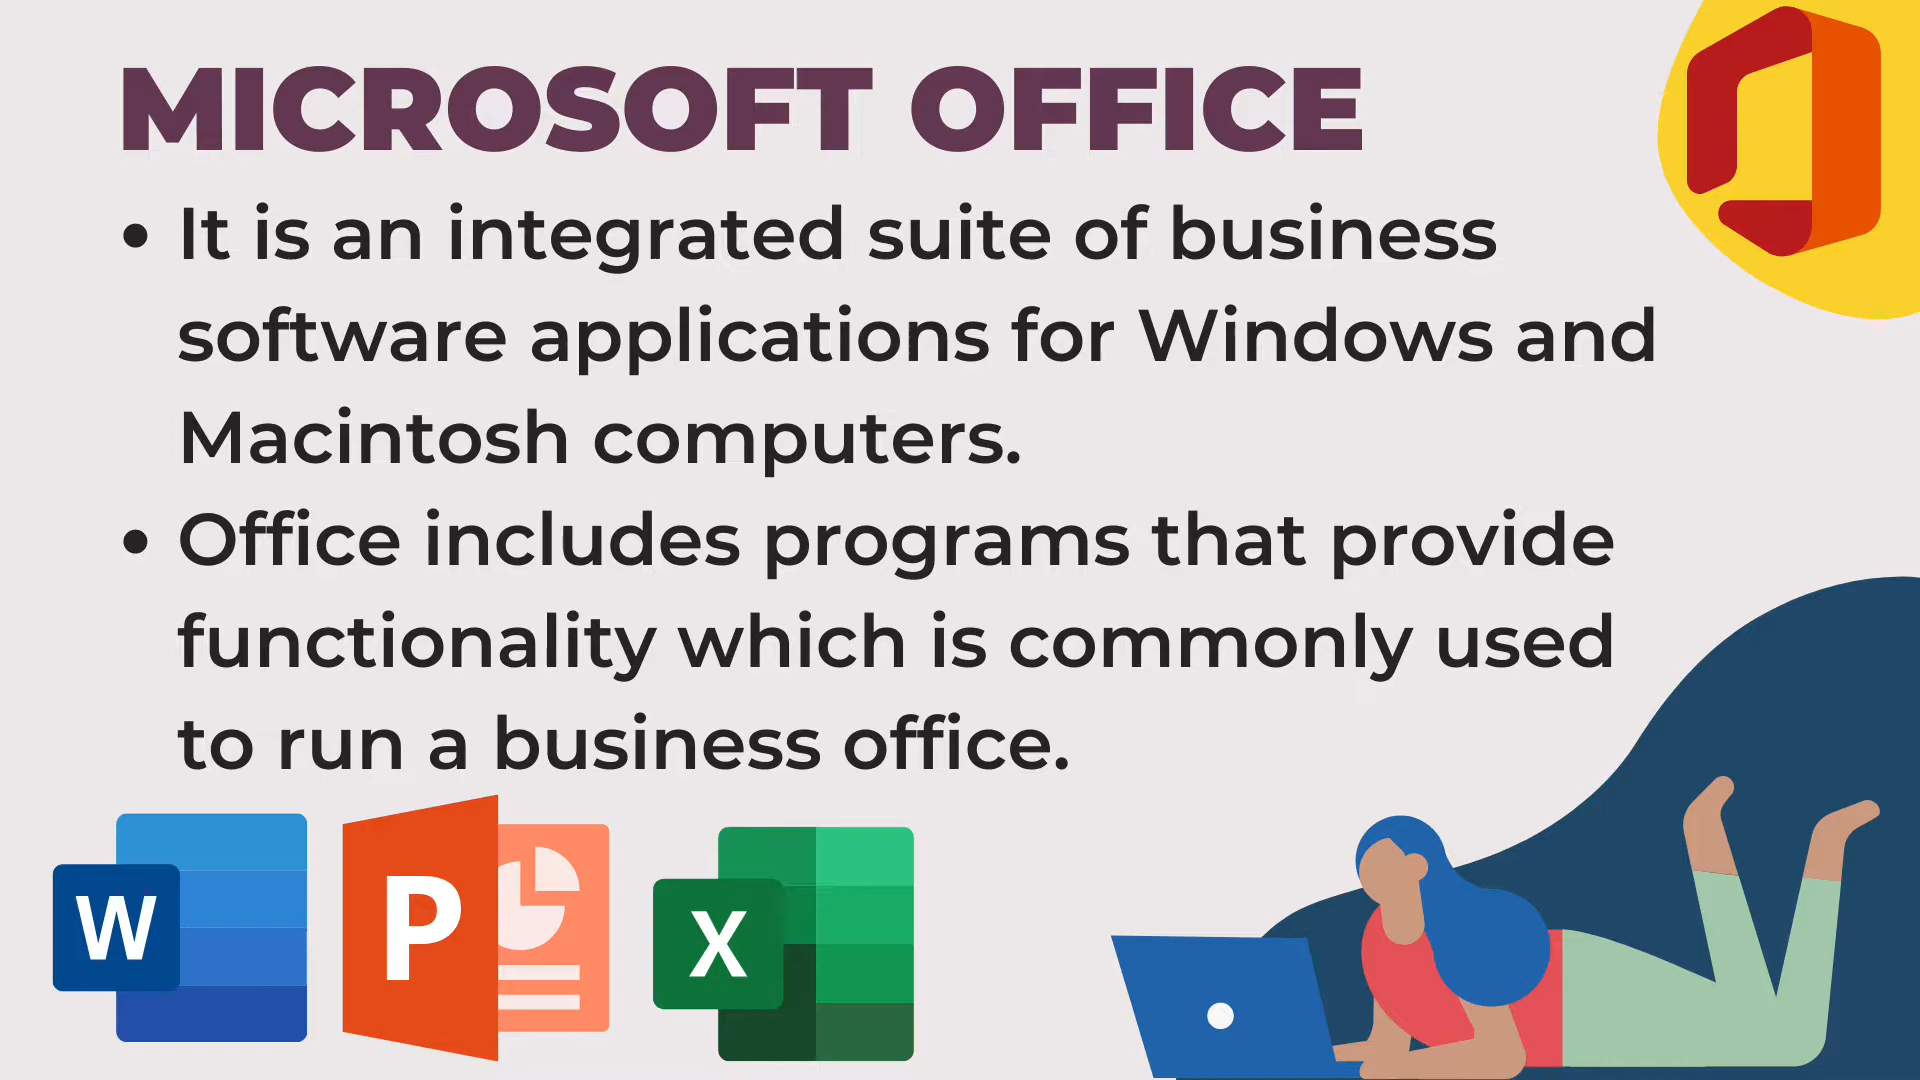 MICROSOFT OFFICE
• It is an integrated suite of business
software applications for Windows and
Macintosh computers.
• Office includes programs that provide
functionality which is commonly used
to run a business office.
W
P
X